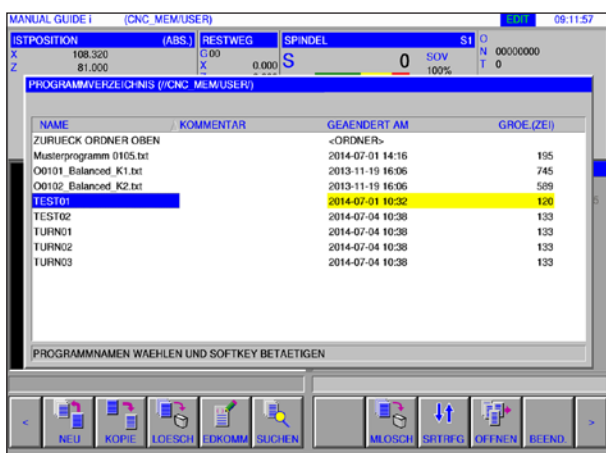 MANUAL GUIDE i (CNC_MEM/USER) EDIT 09:11:57
ISTPOSITION (ABS.) RESTWEG SPINDEL S1 O
X 108.320 G00 S 0 SOV N 00000000
Z 81.000 X 0.000 100% T 0
PROGRAMMVERZEICHNIS (//CNC_MEM/USER/)
NAME KOMMENTAR GEAENDERT AM GROE.(ZEI)
ZURUECK ORDNER OBEN <ORDNER>
Musterprogramm 0105.txt 2014-07-01 14:16 195
O0101_Balanced_K1.txt 2013-11-19 16:06 745
O0102_Balanced_K2.txt 2013-11-19 16:06 589
TEST01 2014-07-01 10:32 120
TEST02 2014-07-04 10:38 133
TURN01 2014-07-04 10:38 133
TURN02 2014-07-04 10:38 133
TURN03 2014-07-04 10:38 133
PROGRAMMNAMEN WAEHLEN UND SOFTKEY BETAETIGEN
< NEU KOPIE LOESCH EDKOMM SUCHEN MLOSCH SRTRFG OFFNEN BEEND. >